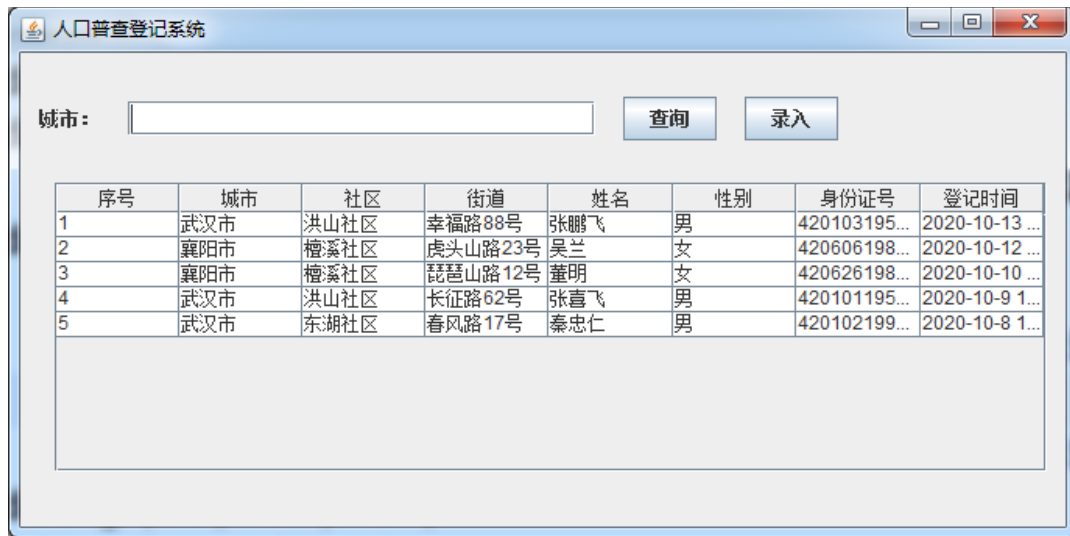 人口普查登记系统
城市： 查询 录入
序号 城市 社区 街道 姓名 性别 身份证号 登记时间
1 武汉市 洪山社区 幸福路88号 张鹏飞 男 420103195... 2020-10-13 ...
2 襄阳市 檀溪社区 虎头山路23号 吴兰 女 420606198... 2020-10-12 ...
3 襄阳市 檀溪社区 琵琶山路12号 董明 女 420626198... 2020-10-10 ...
4 武汉市 洪山社区 长征路62号 张喜飞 男 420101195... 2020-10-9 1...
5 武汉市 东湖社区 春风路17号 秦忠仁 男 420102199... 2020-10-8 1...